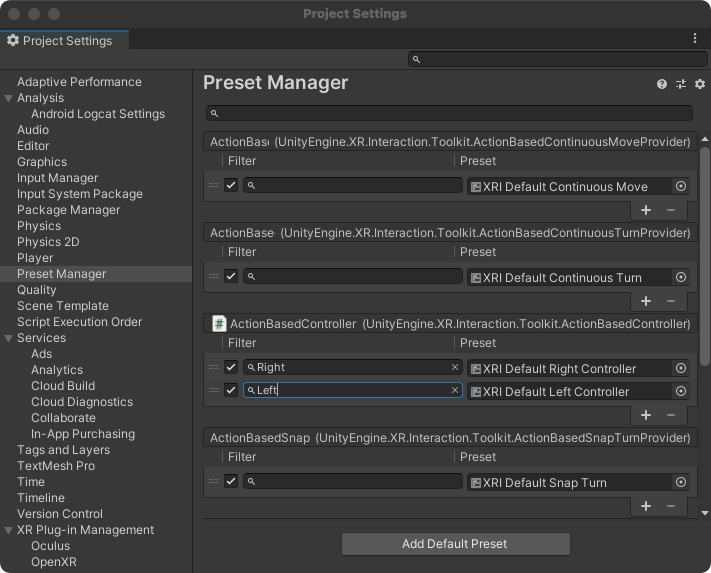 Project Settings
Project Settings
Adaptive Performance
Analysis
Android Logcat Settings
Audio
Editor
Graphics
Input Manager
Input System Package
Package Manager
Physics
Physics 2D
Player
Preset Manager
Quality
Scene Template
Script Execution Order
Services
Ads
Analytics
Cloud Build
Cloud Diagnostics
Collaborate
In-App Purchasing
Tags and Layers
TextMesh Pro
Time
Timeline
Version Control
XR Plug-in Management
Oculus
OpenXR
Preset Manager
ActionBase (UnityEngine.XR.Interaction.Toolkit.ActionBasedContinuousMoveProvider)
Filter Preset
XRI Default Continuous Move
ActionBase (UnityEngine.XR.Interaction.Toolkit.ActionBasedContinuousTurnProvider)
Filter Preset
XRI Default Continuous Turn
ActionBasedController (UnityEngine.XR.Interaction.Toolkit.ActionBasedController)
Filter Preset
Right XRI Default Right Controller
Left XRI Default Left Controller
ActionBasedSnap (UnityEngine.XR.Interaction.Toolkit.ActionBasedSnapTurnProvider)
Filter Preset
XRI Default Snap Turn
Add Default Preset